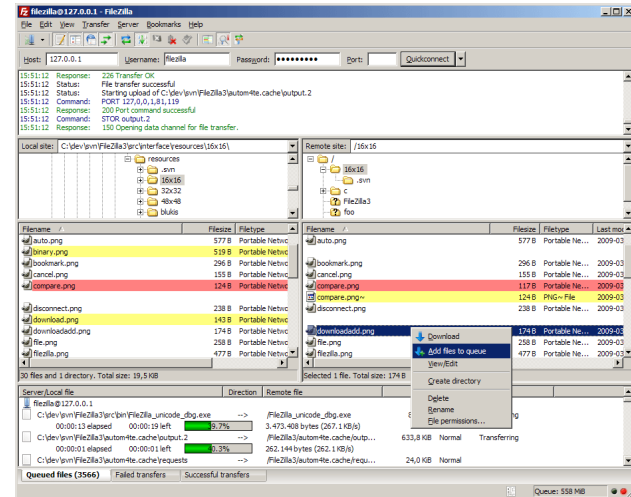 filezilla@127.0.0.1 - FileZilla
File Edit View Transfer Server Bookmarks Help
Host: 127.0.0.1 Username: filezilla Password: ●●●●●●●●● Port: Quickconnect
15:51:12 Response: 226 Transfer OK
15:51:12 Status: File transfer successful
15:51:12 Status: Starting upload of C:\dev\svn\FileZilla3\autom4te.cache\output.2
15:51:12 Command: PORT 127,0,0,1,81,119
15:51:12 Response: 200 Port command successful
15:51:12 Command: STOR output.2
15:51:12 Response: 150 Opening data channel for file transfer.
Local site: C:\dev\svn\FileZilla3\src\interface\resources\16x16\
resources
.svn
16x16
32x32
48x48
blukis
Remote site: /16x16
/
16x16
.svn
c
FileZilla3
foo
Filename Filesize Filetype
auto.png 577 B Portable Netwo
binary.png 519 B Portable Netwo
bookmark.png 296 B Portable Netwo
cancel.png 155 B Portable Netwo
compare.png 124 B Portable Netwo
disconnect.png 238 B Portable Netwo
download.png 143 B Portable Netwo
downloadadd.png 174 B Portable Netwo
file.png 258 B Portable Netwo
filezilla.png 477 B Portable Netwo
30 files and 1 directory. Total size: 19,5 KiB
Filename Filesize Filetype Last mo
auto.png 577 B Portable Ne... 2009-03
bookmark.png 296 B Portable Ne... 2009-03
cancel.png 155 B Portable Ne... 2009-03
compare.png 117 B Portable Ne... 2009-03
compare.png~ 124 B PNG~ File 2009-03
disconnect.png 238 B Portable Ne... 2009-03
downloadadd.png 174 B Portable Ne... 2009-03
file.png 258 B Portable Ne... 2009-03
filezilla.png 477 B Portable Ne... 2009-03
Selected 1 file. Total size: 174 B
Download
Add files to queue
View/Edit
Create directory
Delete
Rename
File permissions...
Server/Local file Direction Remote file
filezilla@127.0.0.1
C:\dev\svn\FileZilla3\src\bin\FileZilla_unicode_dbg.exe --> /FileZilla_unicode_dbg.exe
00:00:13 elapsed 00:00:19 left 39.7% 3.473.408 bytes (267.1 KB/s)
C:\dev\svn\FileZilla3\autom4te.cache\output.2 --> /FileZilla3/autom4te.cache/outp... 633,8 KiB Normal Transferring
00:00:01 elapsed 00:00:01 left 40.3% 262.144 bytes (262.1 KB/s)
C:\dev\svn\FileZilla3\autom4te.cache\requests --> /FileZilla3/autom4te.cache/requ... 24,0 KiB Normal
Queued files (3566) Failed transfers Successful transfers
Queue: 558 MiB